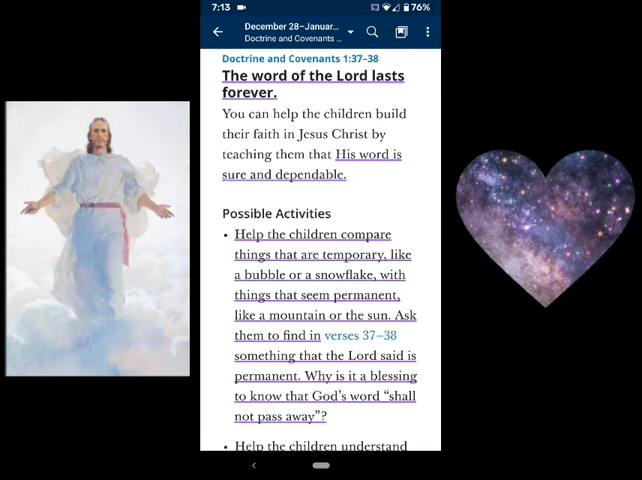 7:13
76%
December 28–Januar...
Doctrine and Covenants ...
Doctrine and Covenants 1:37–38
The word of the Lord lasts
forever.
You can help the children build
their faith in Jesus Christ by
teaching them that His word is
sure and dependable.
Possible Activities
• Help the children compare
things that are temporary, like
a bubble or a snowflake, with
things that seem permanent,
like a mountain or the sun. Ask
them to find in verses 37–38
something that the Lord said is
permanent. Why is it a blessing
to know that God’s word “shall
not pass away”?
• Help the children understand